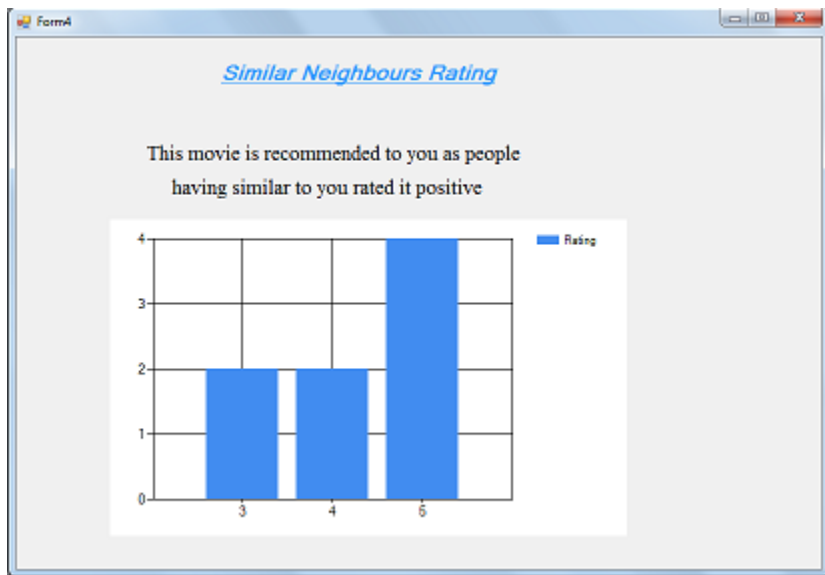 Form4
Similar Neighbours Rating
This movie is recommended to you as people
having similar to you rated it positive
4
3
2
1
0
3
4
5
Rating